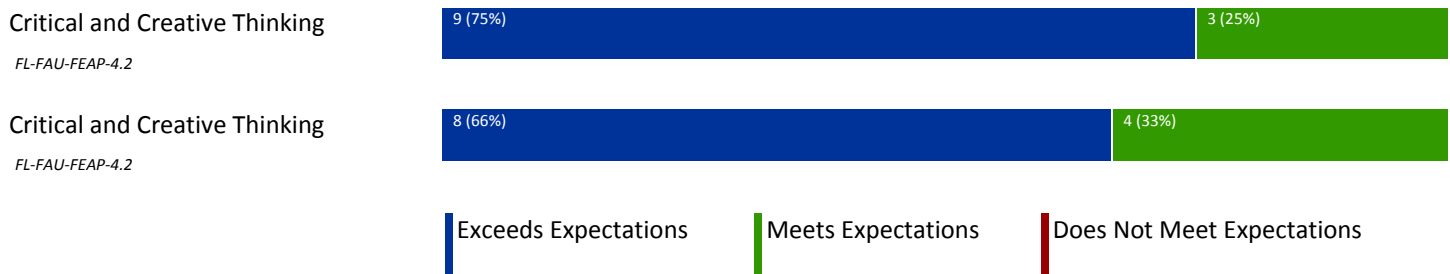 Critical and Creative Thinking
9 (75%) 3 (25%)
FL-FAU-FEAP-4.2
Critical and Creative Thinking
8 (66%) 4 (33%)
FL-FAU-FEAP-4.2
Exceeds Expectations Meets Expectations Does Not Meet Expectations